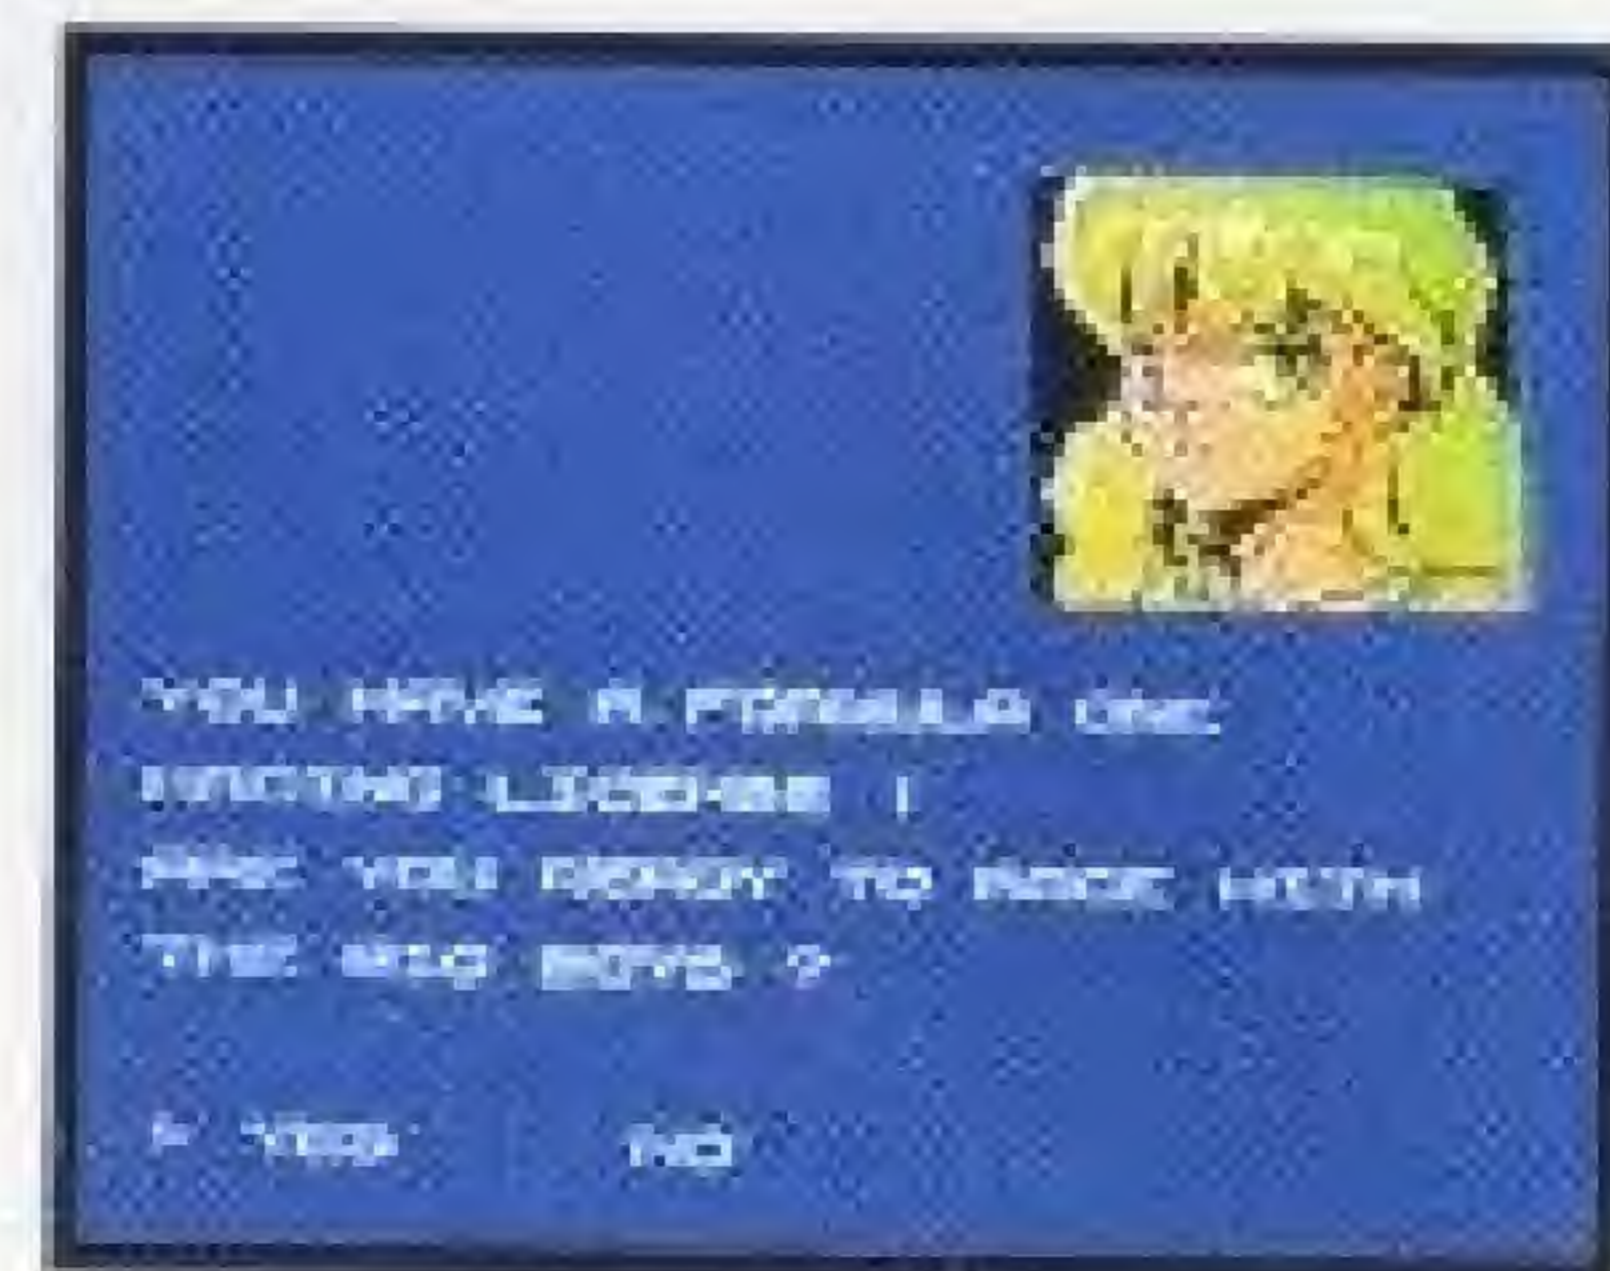 YOU HAVE A FORMULA ONE
RACING LICENSE !
ARE YOU READY TO RACE WITH
THE BIG BOYS ?
> YES NO